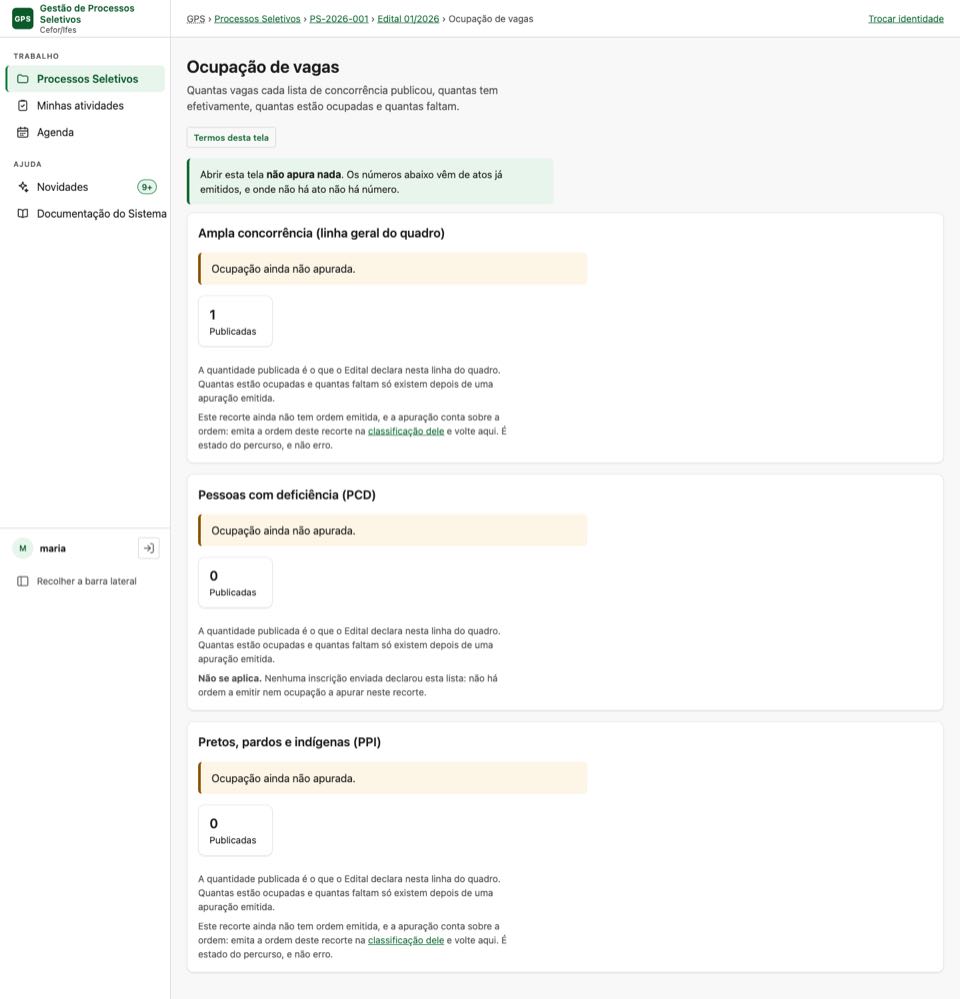 GPS
Gestão de Processos
Seletivos
Cefor/Ifes
GPS › Processos Seletivos › PS-2026-001 › Edital 01/2026 › Ocupação de vagas
Trocar identidade
TRABALHO
Processos Seletivos
Minhas atividades
Agenda
AJUDA
Novidades 9+
Documentação do Sistema
M maria
Recolher a barra lateral
Ocupação de vagas
Quantas vagas cada lista de concorrência publicou, quantas tem
efetivamente, quantas estão ocupadas e quantas faltam.
Termos desta tela
Abrir esta tela não apura nada. Os números abaixo vêm de atos já
emitidos, e onde não há ato não há número.
Ampla concorrência (linha geral do quadro)
Ocupação ainda não apurada.
1
Publicadas
A quantidade publicada é o que o Edital declara nesta linha do quadro.
Quantas estão ocupadas e quantas faltam só existem depois de uma
apuração emitida.
Este recorte ainda não tem ordem emitida, e a apuração conta sobre a
ordem: emita a ordem deste recorte na classificação dele e volte aqui. É
estado do percurso, e não erro.
Pessoas com deficiência (PCD)
Ocupação ainda não apurada.
0
Publicadas
A quantidade publicada é o que o Edital declara nesta linha do quadro.
Quantas estão ocupadas e quantas faltam só existem depois de uma
apuração emitida.
Não se aplica. Nenhuma inscrição enviada declarou esta lista: não há
ordem a emitir nem ocupação a apurar neste recorte.
Pretos, pardos e indígenas (PPI)
Ocupação ainda não apurada.
0
Publicadas
A quantidade publicada é o que o Edital declara nesta linha do quadro.
Quantas estão ocupadas e quantas faltam só existem depois de uma
apuração emitida.
Este recorte ainda não tem ordem emitida, e a apuração conta sobre a
ordem: emita a ordem deste recorte na classificação dele e volte aqui. É
estado do percurso, e não erro.